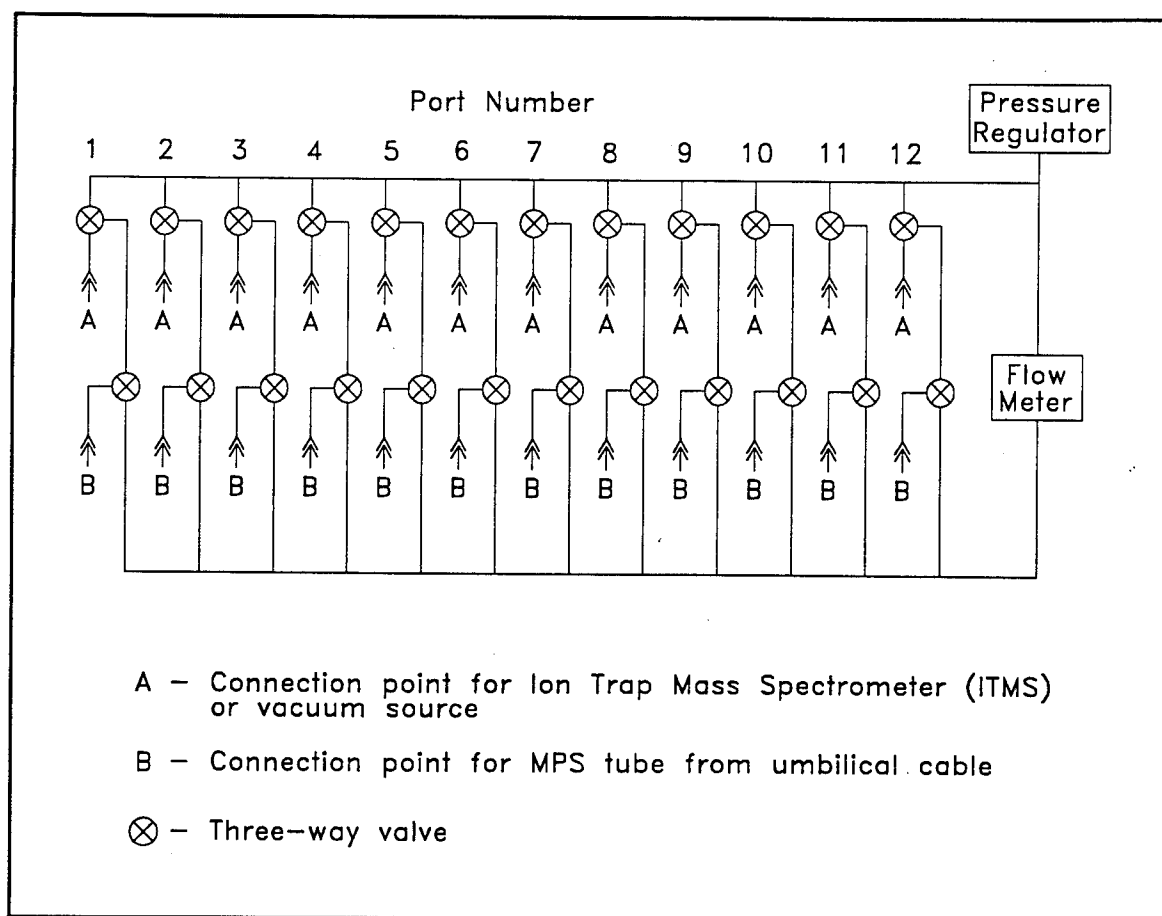 Port Number
Pressure
Regulator
1 2 3 4 5 6 7 8 9 10 11 12
A A A A A A A A A A A A
Flow
Meter
B B B B B B B B B B B B
A – Connection point for Ion Trap Mass Spectrometer (ITMS)
or vacuum source
B – Connection point for MPS tube from umbilical cable
– Three-way valve